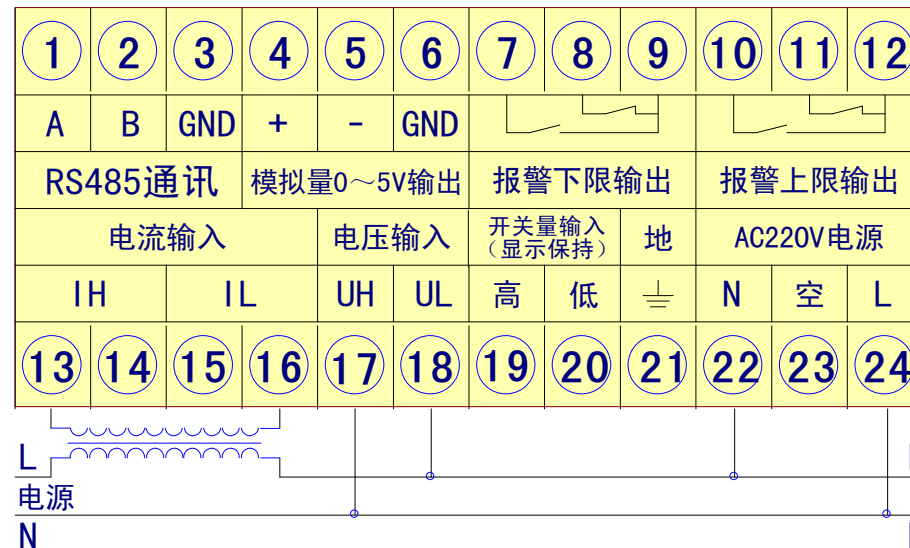 1 2 3 4 5 6 7 8 9 10 11 12
A B GND + - GND
RS485通讯 模拟量0～5V输出 报警下限输出 报警上限输出
电流输入 电压输入 开关量输入 地 AC220V电源
（显示保持）
IH IL UH UL 高 低 N 空 L
13 14 15 16 17 18 19 20 21 22 23 24
L
电源
N